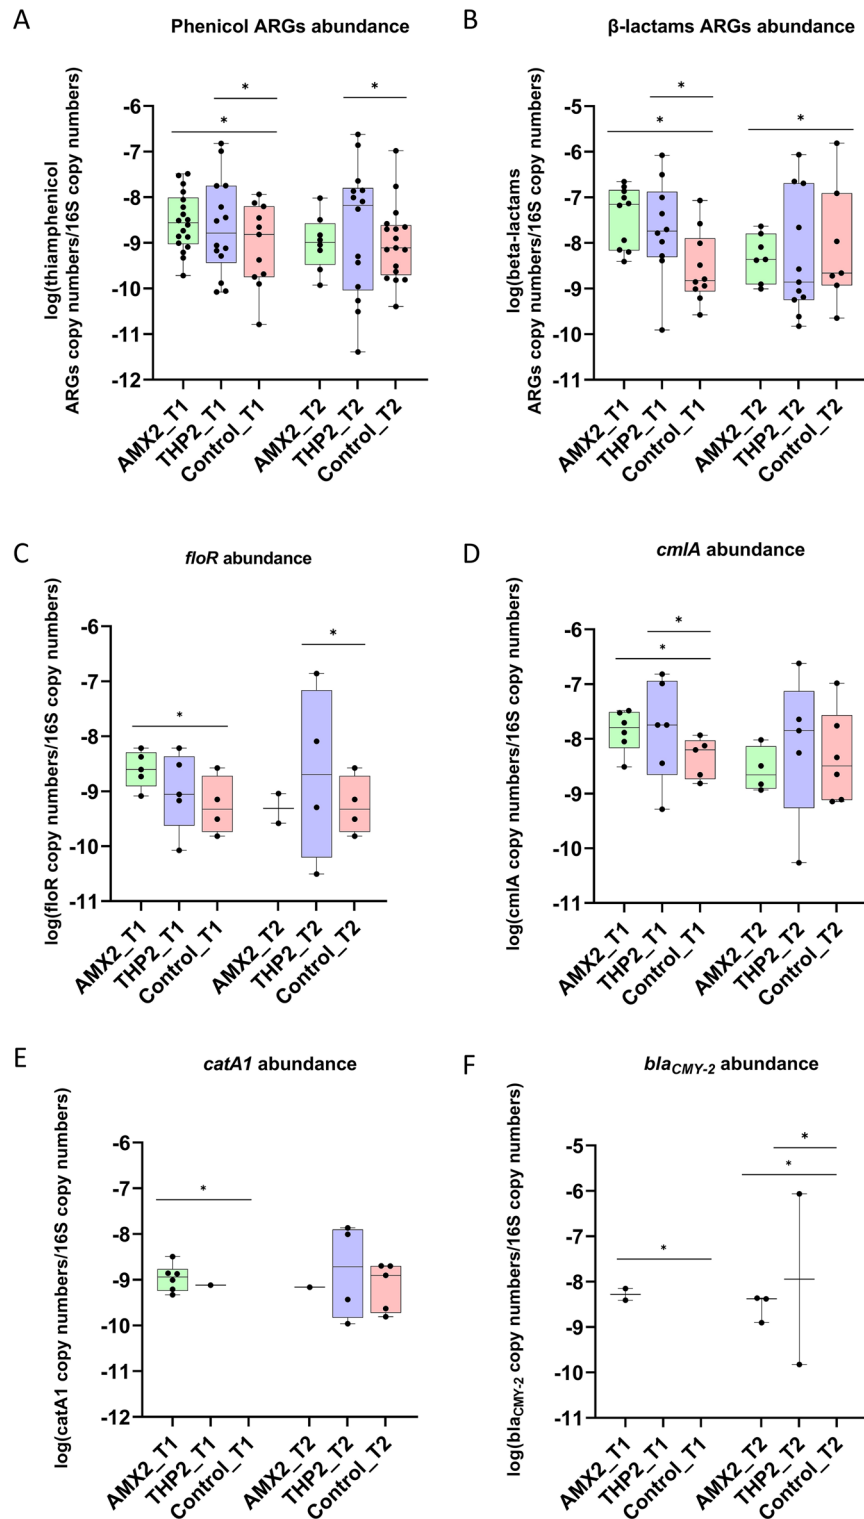 A
Phenicol ARGs abundance
log(thiamphenicol
ARGs copy numbers/16S copy numbers)
-6
-7
-8
-9
-10
-11
-12
*
*
*
AMX2_T1
THP2_T1
Control_T1
AMX2_T2
THP2_T2
Control_T2
B
β-lactams ARGs abundance
log(beta-lactams
ARGs copy numbers/16S copy numbers)
-5
-6
-7
-8
-9
-10
-11
*
*
*
AMX2_T1
THP2_T1
Control_T1
AMX2_T2
THP2_T2
Control_T2
C
floR abundance
log(floR copy numbers/16S copy numbers)
-6
-7
-8
-9
-10
-11
*
*
AMX2_T1
THP2_T1
Control_T1
AMX2_T2
THP2_T2
Control_T2
D
cmlA abundance
log(cmlA copy numbers/16S copy numbers)
-6
-7
-8
-9
-10
-11
*
*
AMX2_T1
THP2_T1
Control_T1
AMX2_T2
THP2_T2
Control_T2
E
catA1 abundance
log(catA1 copy numbers/16S copy numbers)
-6
-7
-8
-9
-10
-11
-12
*
AMX2_T1
THP2_T1
Control_T1
AMX2_T2
THP2_T2
Control_T2
F
blaCMY-2 abundance
log(blaCMY-2 copy numbers/16S copy numbers)
-5
-6
-7
-8
-9
-10
-11
*
*
*
AMX2_T1
THP2_T1
Control_T1
AMX2_T2
THP2_T2
Control_T2